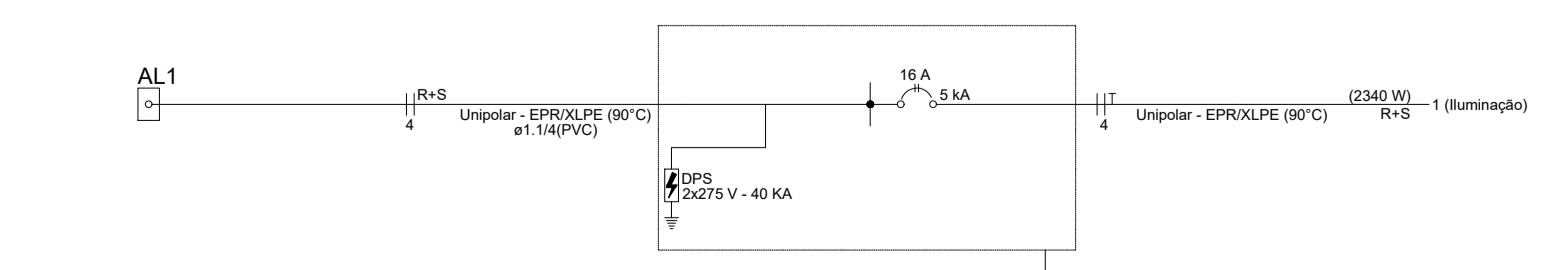 AL1
R+S
4
Unipolar - EPR/XLPE (90°C)
ø1.1/4(PVC)
16 A
5 kA
DPS
2x275 V - 40 KA
T
4
Unipolar - EPR/XLPE (90°C)
(2340 W)
R+S
1 (Iluminação)